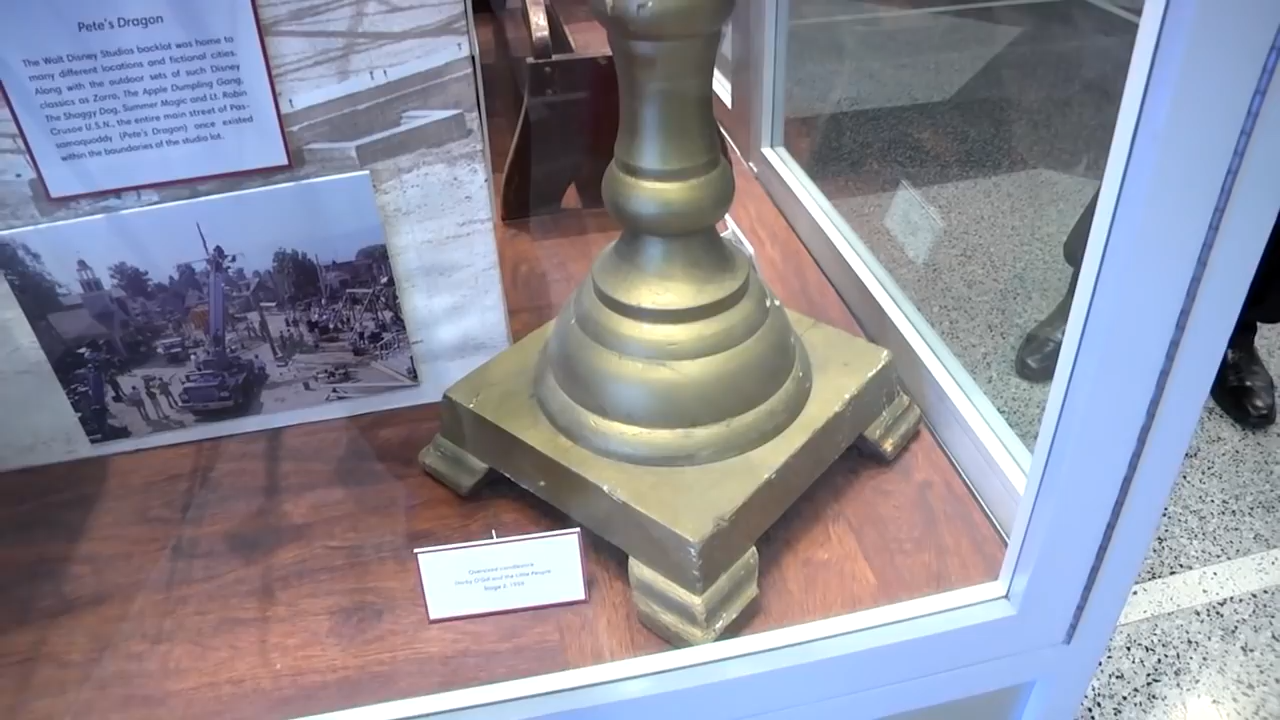 Pete's Dragon
The Walt Disney Studios backlot was home to
many different locations and fictional cities.
Along with the outdoor sets of such Disney
classics as Zorro, The Apple Dumpling Gang,
The Shaggy Dog, Summer Magic and Lt. Robin
Crusoe U.S.N., the entire main street of Pas-
samaquoddy (Pete's Dragon) once existed
within the boundaries of the studio lot.
Oversized candlestick
Darby O'Gill and the Little People
Stage 2, 1959